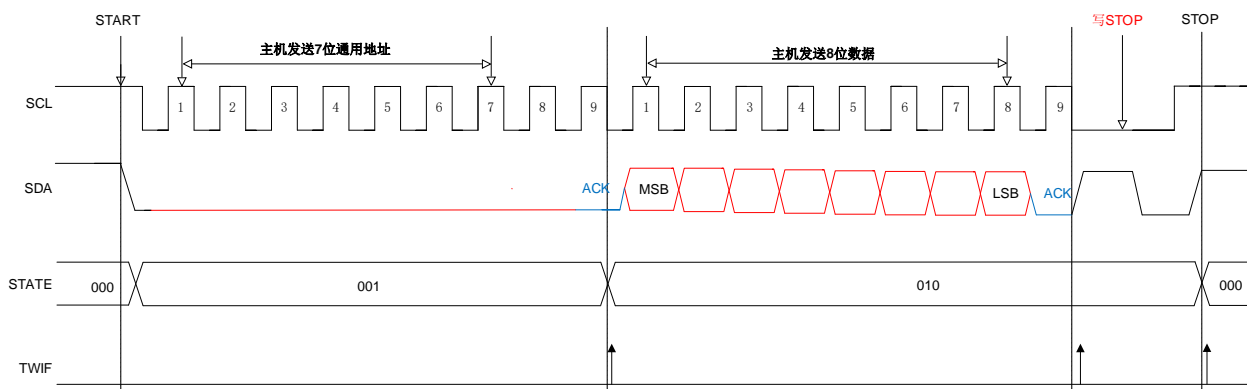 START
写STOP
STOP
主机发送7位通用地址
主机发送8位数据
SCL
1 2 3 4 5 6 7 8 9 1 2 3 4 5 6 7 8 9
SDA
ACK
MSB
LSB
ACK
STATE
000
001
010
000
TWIF